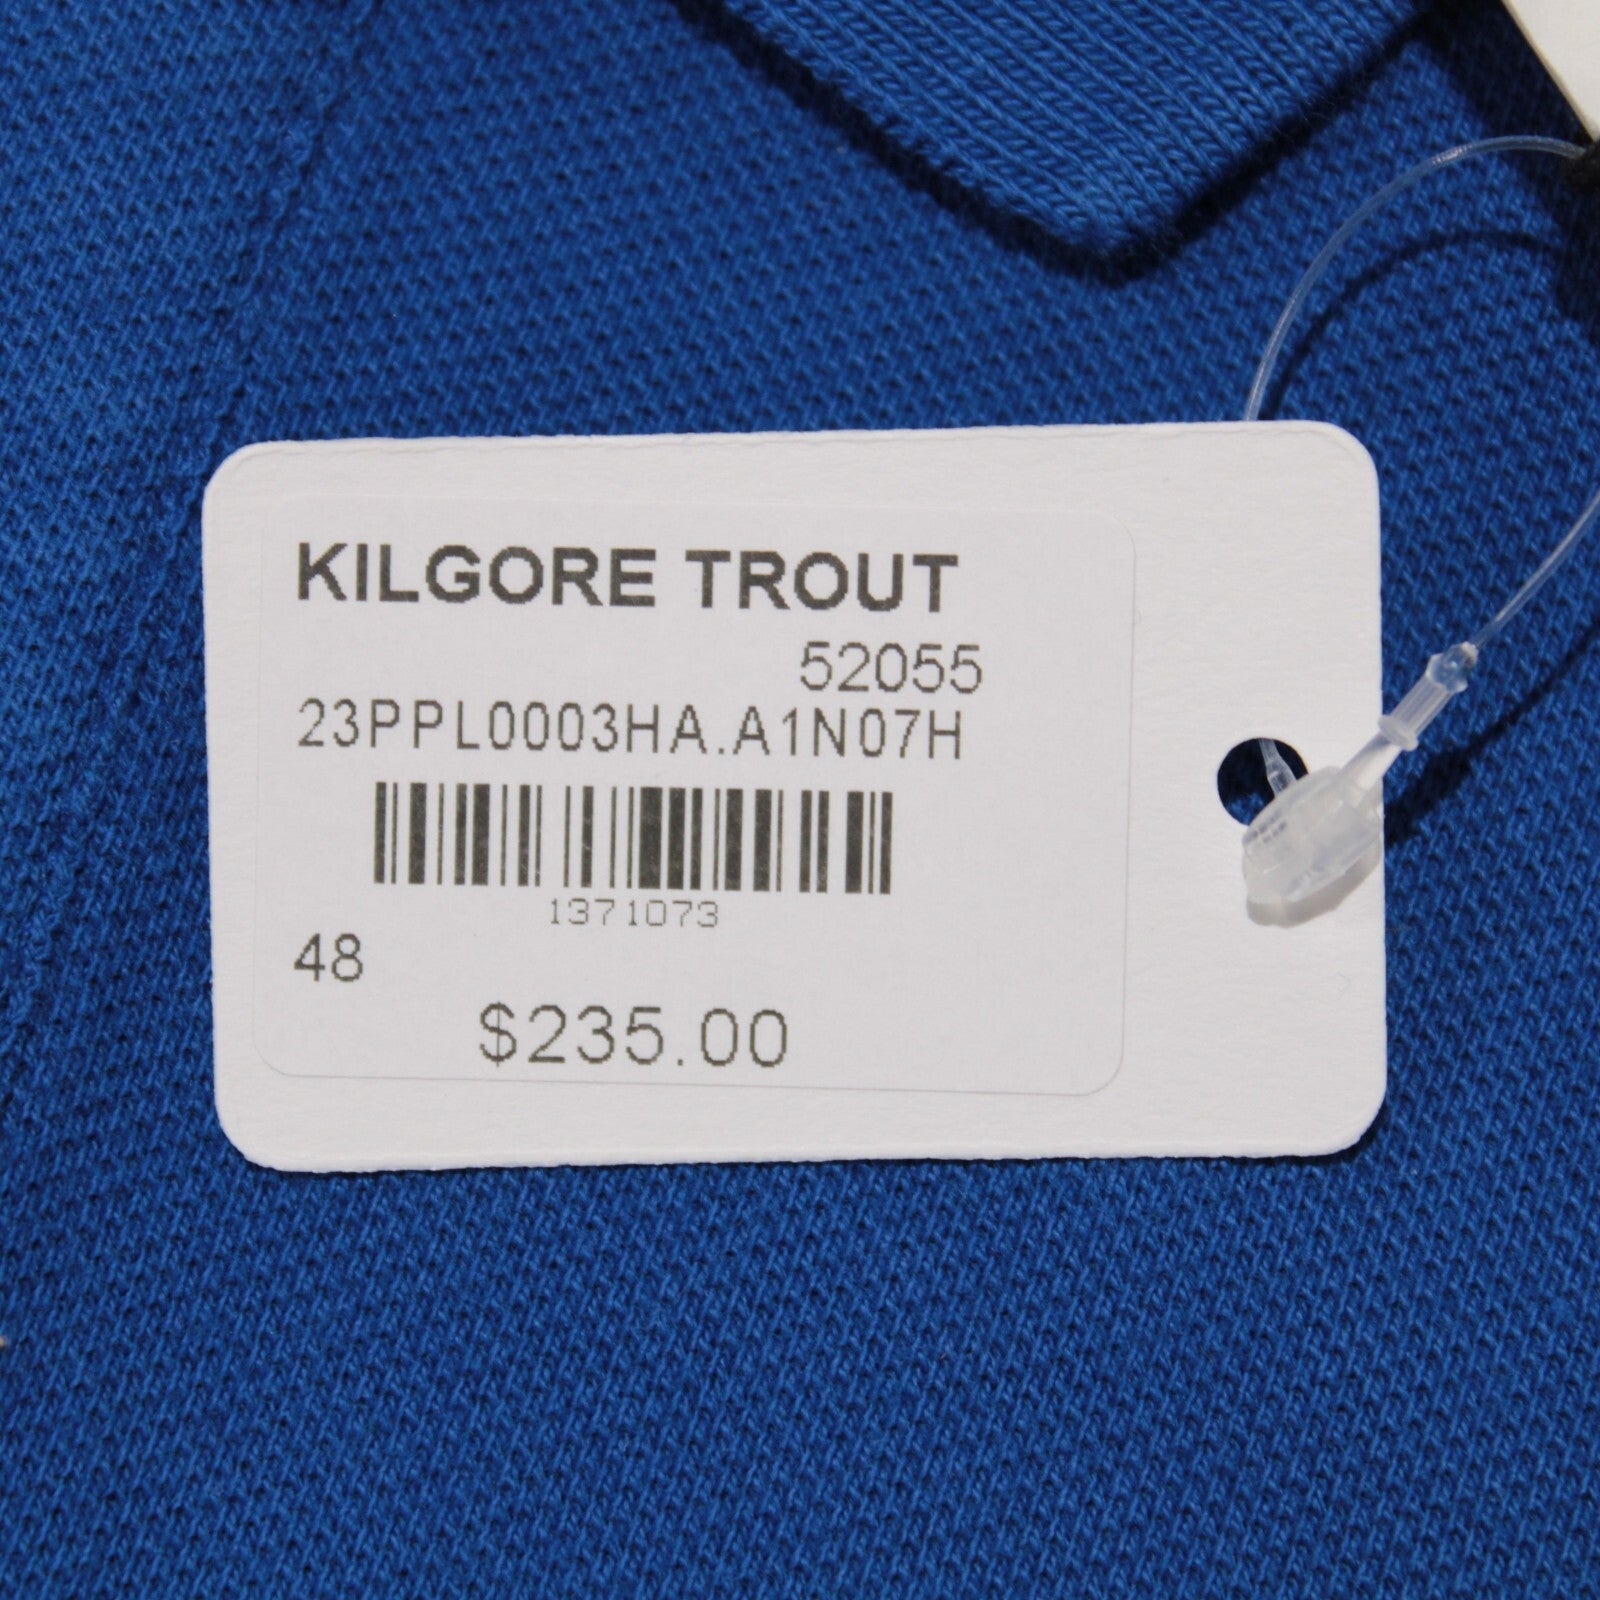 KILGORE TROUT
52055
23PPL0003HA.A1N07H
1371073
48
$235.00